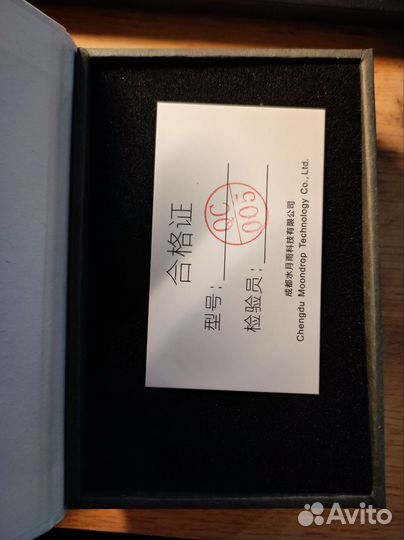 合格证
型号：
检验员：
QC
005
成都水月雨科技有限公司
Chengdu Moondrop Technology Co., Ltd.
Avito